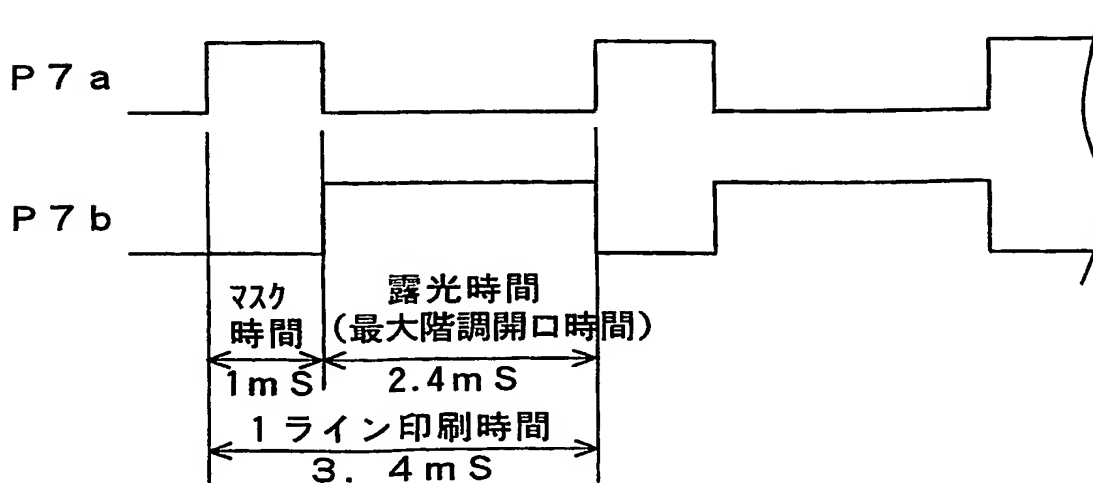 P7a
P7b
マスク
時間
1mS
露光時間
(最大階調開口時間)
2.4mS
1ライン印刷時間
3.4mS